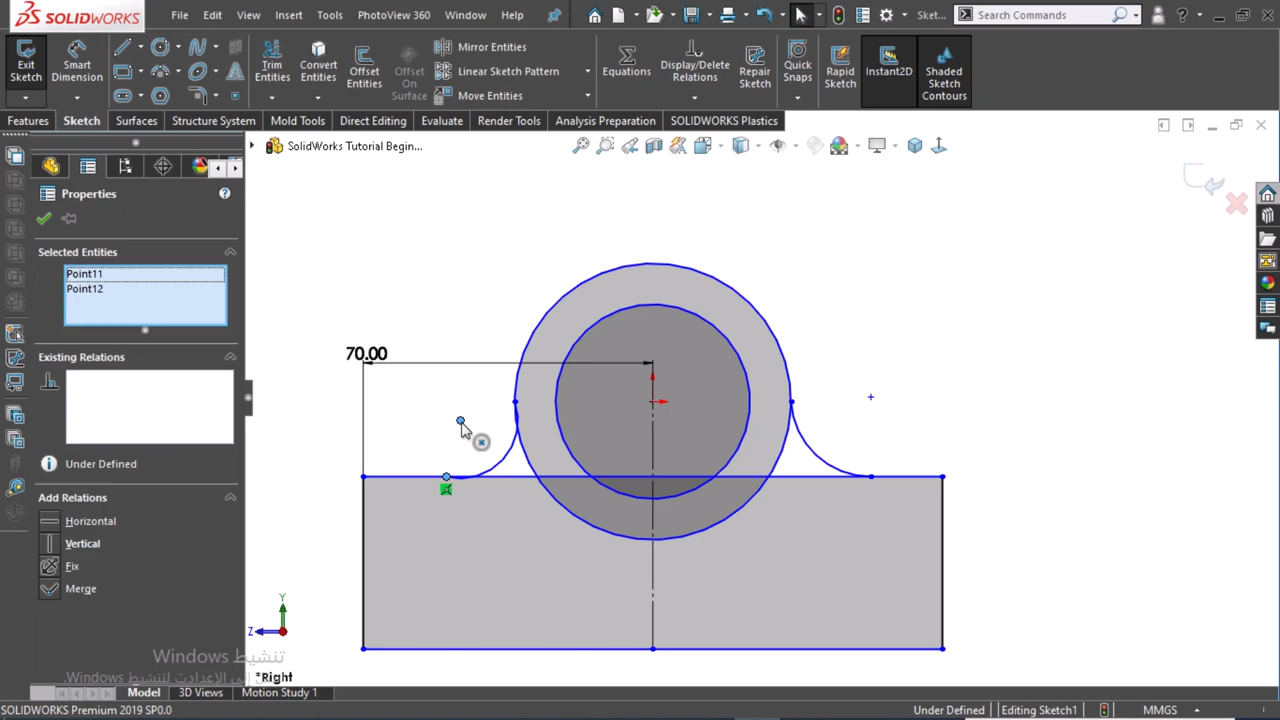 SOLIDWORKS File Edit View Insert Tools PhotoView 360 Window Help Sket... Search Commands ?
Exit Sketch
Smart Dimension
Trim Entities
Convert Entities
Offset Entities
Offset On Surface
Mirror Entities
Linear Sketch Pattern
Move Entities
Equations
Display/Delete Relations
Repair Sketch
Quick Snaps
Rapid Sketch
Instant2D
Shaded Sketch Contours
Features Sketch Surfaces Structure System Mold Tools Direct Editing Evaluate Render Tools Analysis Preparation SOLIDWORKS Plastics
SolidWorks Tutorial Begin...
Properties
Selected Entities
Point11
Point12
Existing Relations
Under Defined
Add Relations
Horizontal
Vertical
Fix
Merge
70.00
Y
Z
*Right
تنشيط Windows
إلى الإعدادت لتنشيط Windows.
Model 3D Views Motion Study 1
SOLIDWORKS Premium 2019 SP0.0 Under Defined Editing Sketch1 MMGS